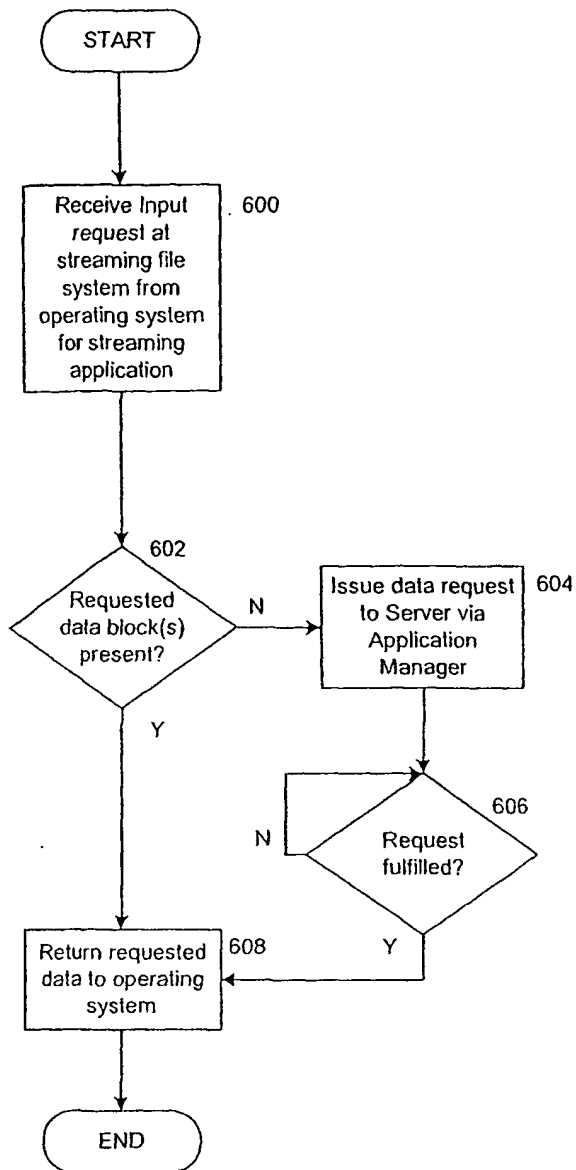 START
Receive Input
request at
streaming file
system from
operating system
for streaming
application
600
602
Requested
data block(s)
present?
N
Y
Issue data request
to Server via
Application
Manager
604
606
Request
fulfilled?
N
Y
Return requested
data to operating
system
608
END